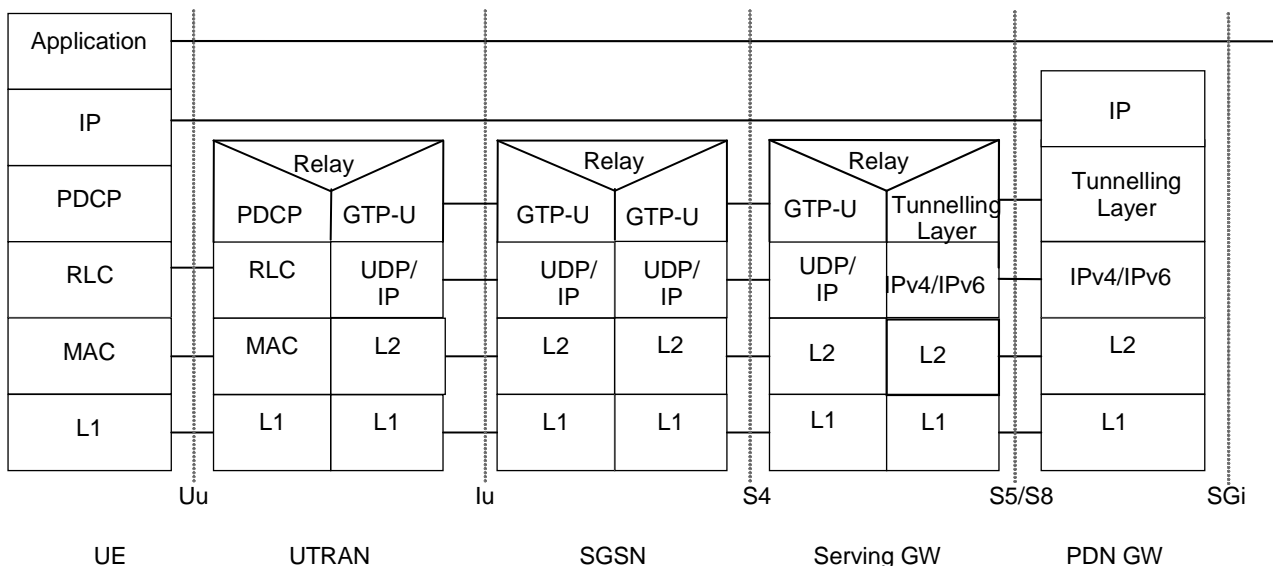 Application
IP
IP
Relay
Relay
Relay
PDCP
PDCP
GTP-U
GTP-U
GTP-U
GTP-U
Tunnelling
Layer
Tunnelling
Layer
RLC
RLC
UDP/
IP
UDP/
IP
UDP/
IP
UDP/
IP
IPv4/IPv6
IPv4/IPv6
MAC
MAC
L2
L2
L2
L2
L2
L2
L1
L1
L1
L1
L1
L1
L1
L1
Uu
Iu
S4
S5/S8
SGi
UE
UTRAN
SGSN
Serving GW
PDN GW